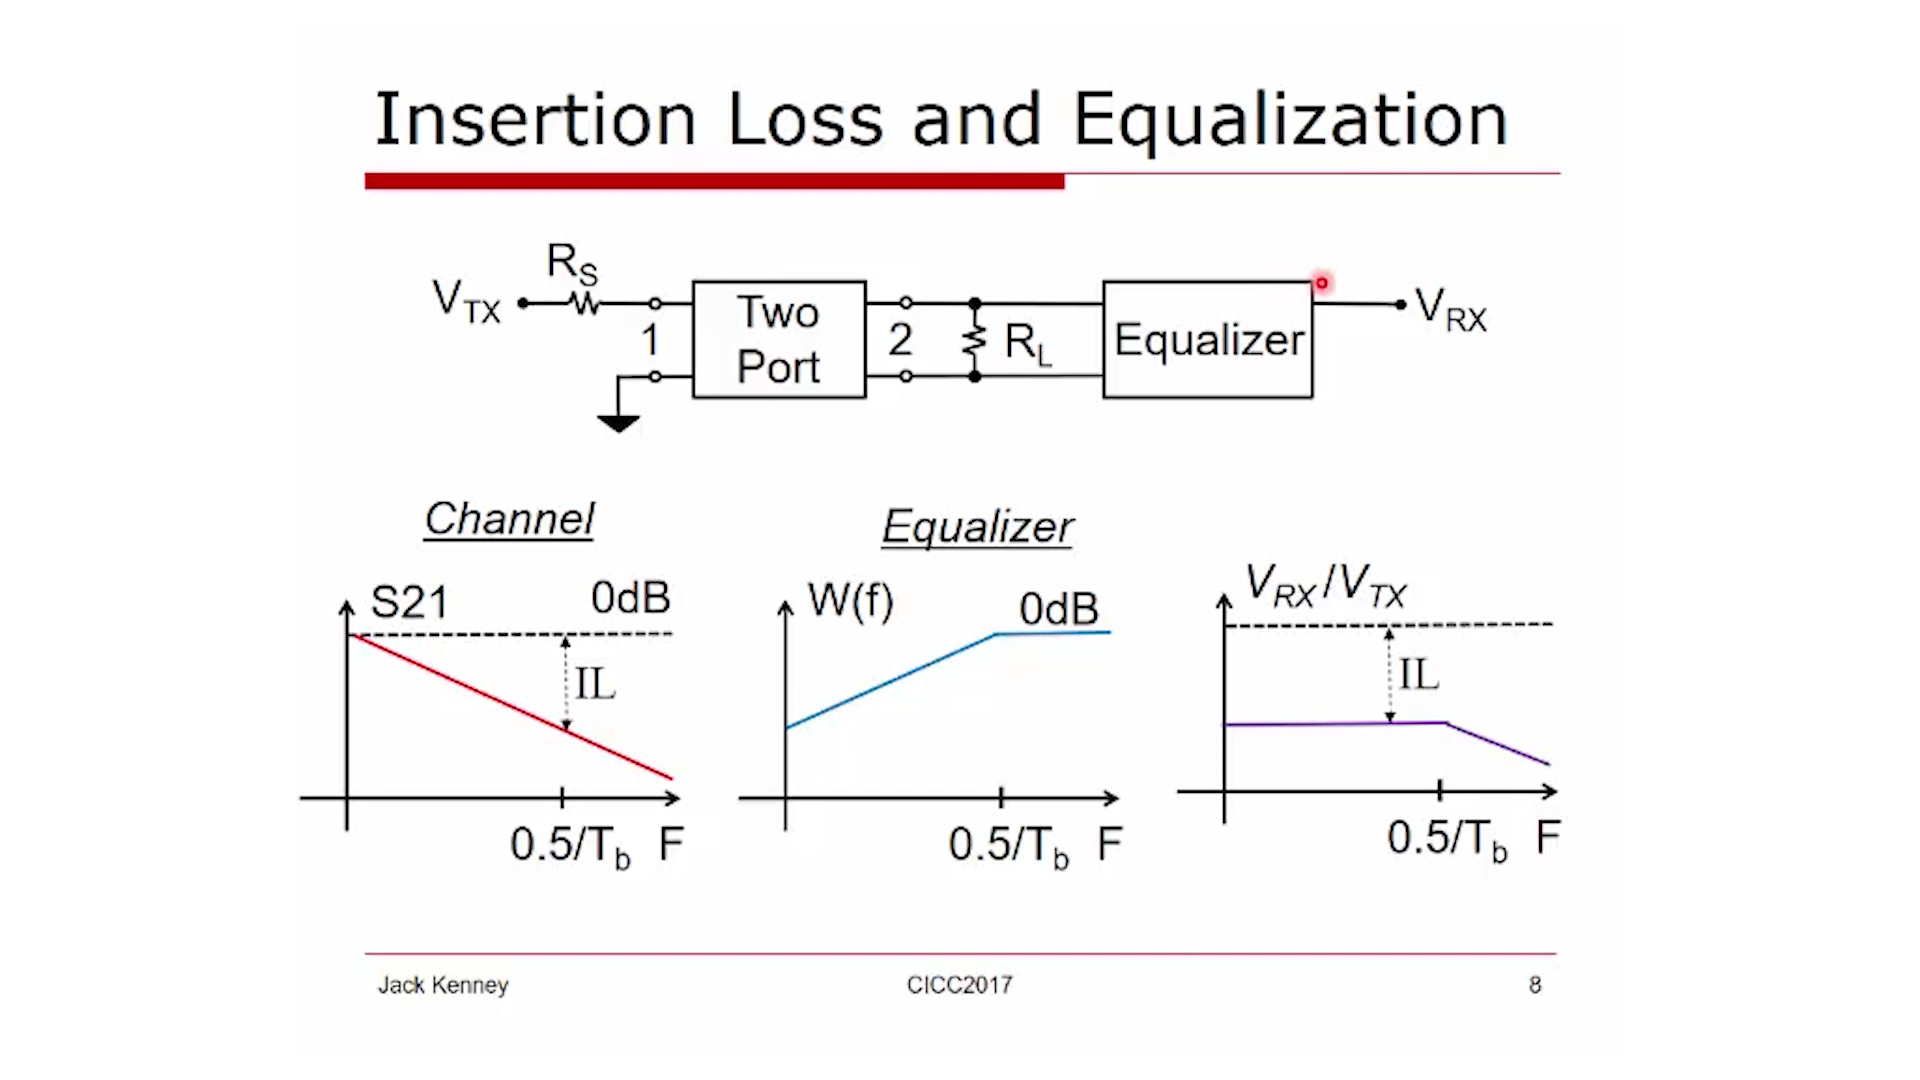 Insertion Loss and Equalization
R_S
V_TX
1
Two
Port
2
R_L
Equalizer
V_RX
Channel
S21
0dB
IL
0.5/T_b F
Equalizer
W(f)
0dB
0.5/T_b F
V_RX/V_TX
IL
0.5/T_b F
Jack Kenney
CICC2017
8